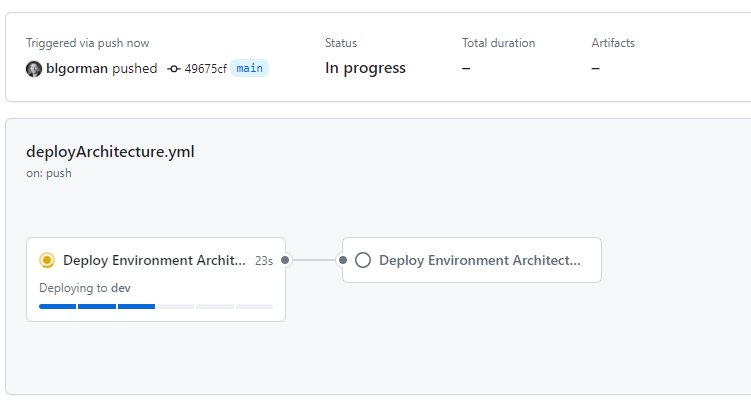 Triggered via push now
Status
Total duration
Artifacts
blgorman pushed 49675cf main
In progress
–
–
deployArchitecture.yml
on: push
Deploy Environment Archit... 23s
Deploying to dev
Deploy Environment Architect...